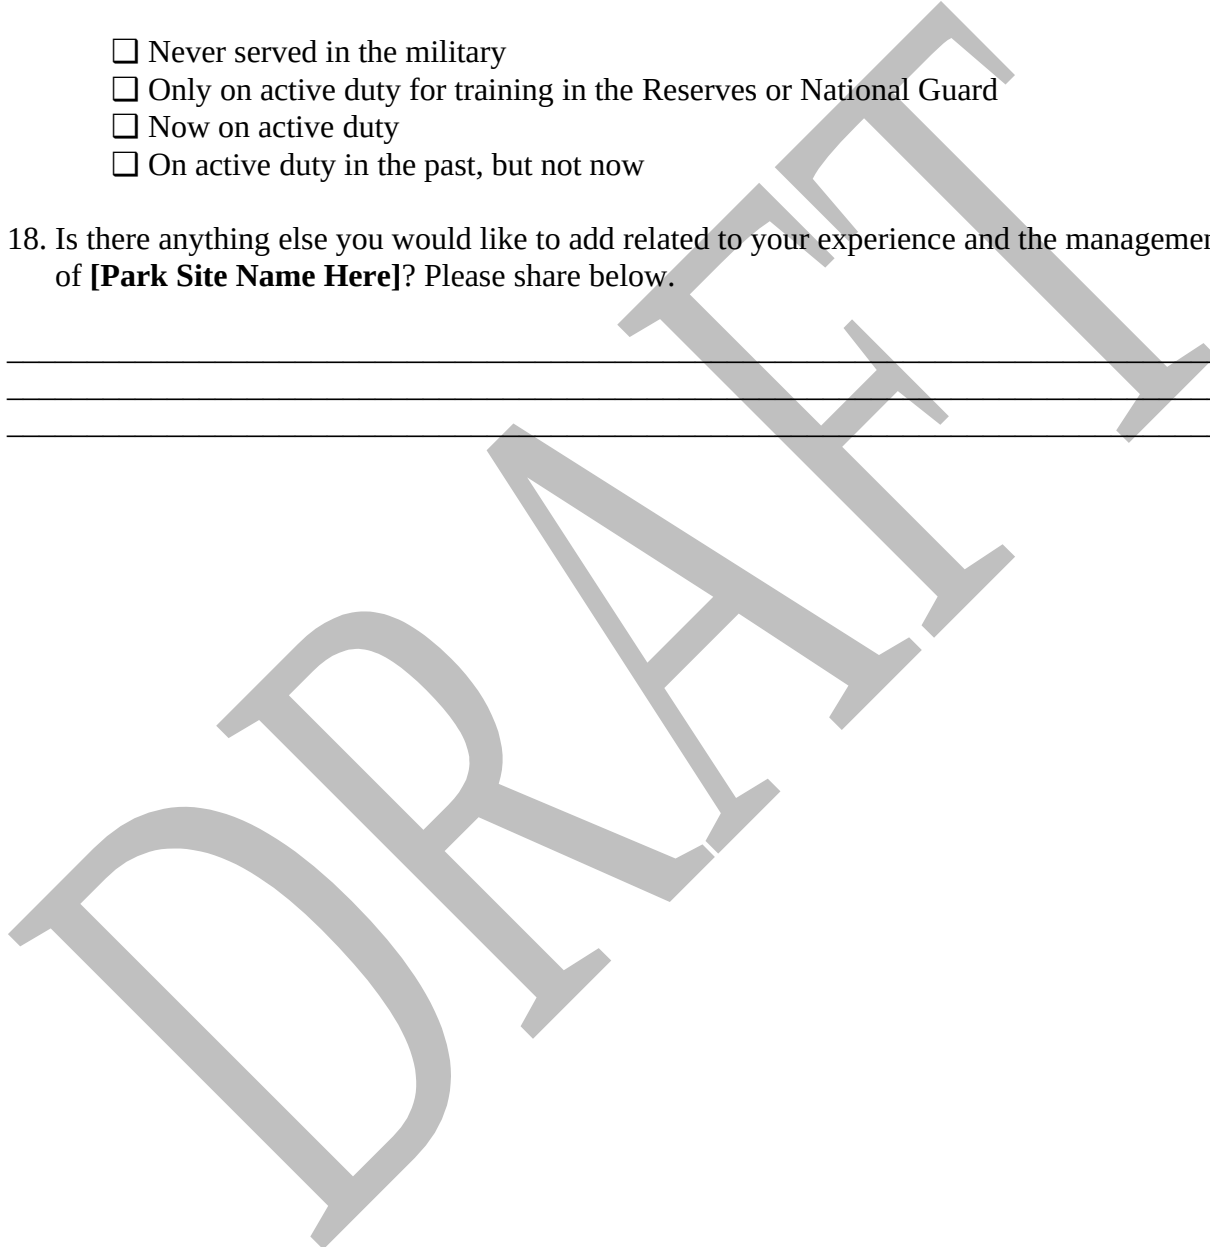 ❑ Never served in the military
❑ Only on active duty for training in the Reserves or National Guard
❑ Now on active duty
❑ On active duty in the past, but not now
18. Is there anything else you would like to add related to your experience and the managemen
of [Park Site Name Here]? Please share below.
DRAFT